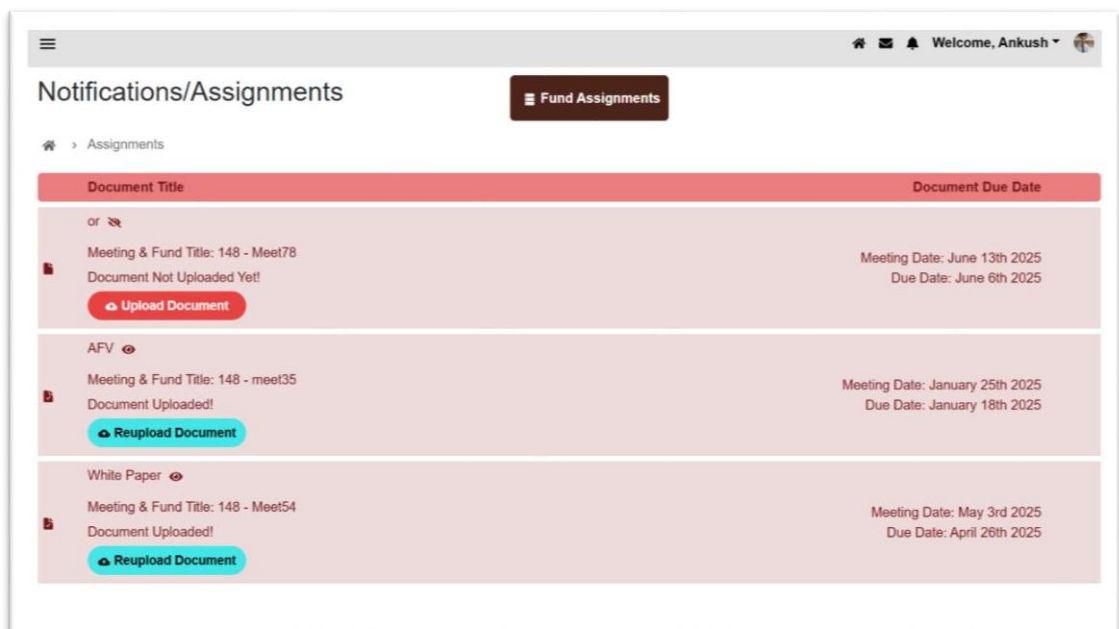 Welcome, Ankush
Notifications/Assignments
Fund Assignments
Assignments
Document Title
Document Due Date
or
Meeting & Fund Title: 148 - Meet78
Document Not Uploaded Yet!
Upload Document
Meeting Date: June 13th 2025
Due Date: June 6th 2025
AFV
Meeting & Fund Title: 148 - meet35
Document Uploaded!
Reupload Document
Meeting Date: January 25th 2025
Due Date: January 18th 2025
White Paper
Meeting & Fund Title: 148 - Meet54
Document Uploaded!
Reupload Document
Meeting Date: May 3rd 2025
Due Date: April 26th 2025